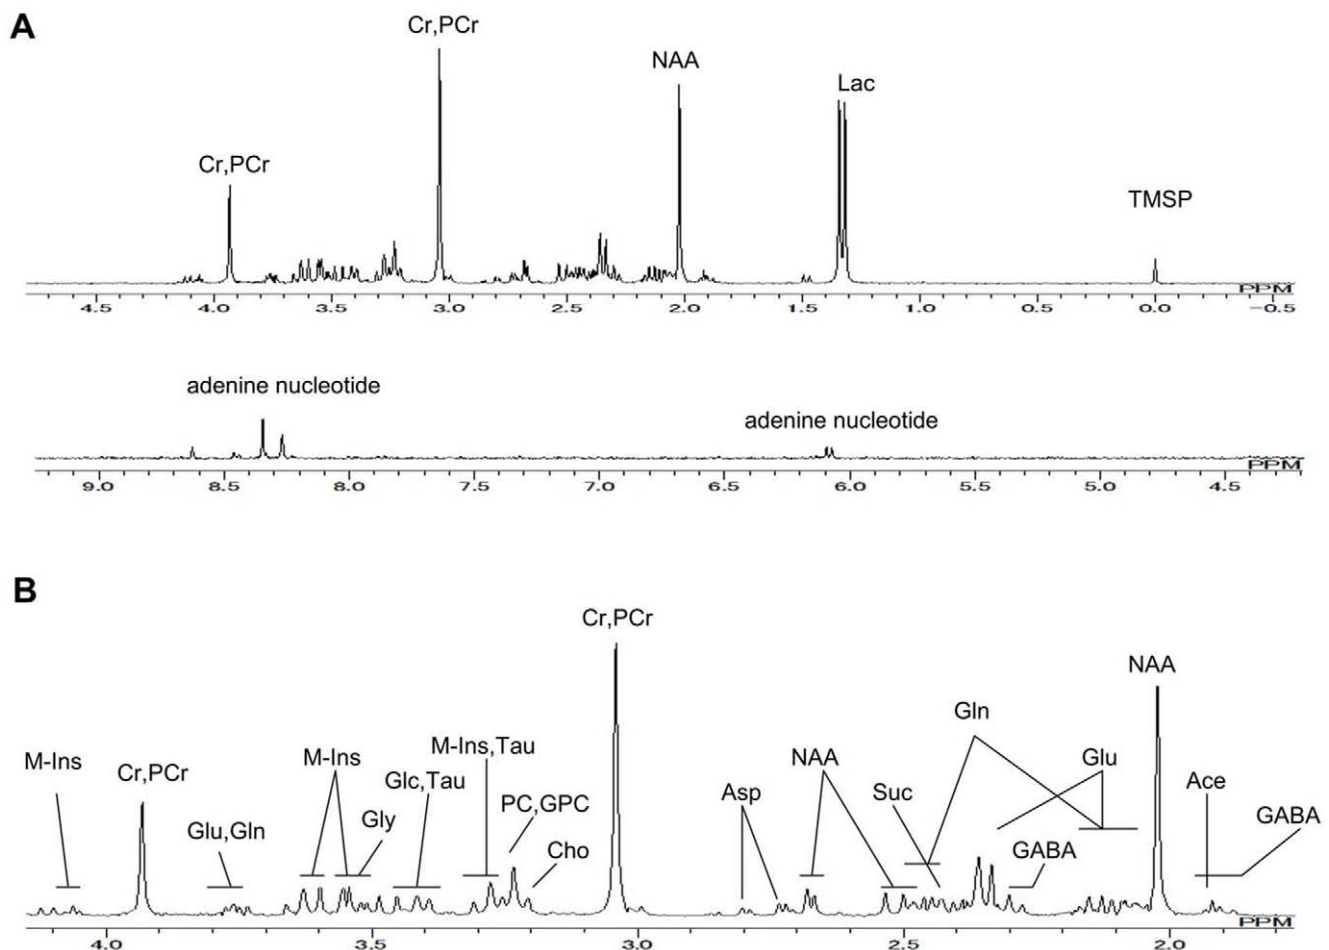 A
Cr,PCr
NAA
Lac
Cr,PCr
TMSP
PPM
4.5 4.0 3.5 3.0 2.5 2.0 1.5 1.0 0.5 0.0 −0.5
adenine nucleotide
adenine nucleotide
PPM
9.0 8.5 8.0 7.5 7.0 6.5 6.0 5.5 5.0 4.5
B
Cr,PCr
NAA
Gln
M-Ins
Cr,PCr
M-Ins
M-Ins,Tau
NAA
Glu
Glc,Tau
Asp
Suc
Ace
PC,GPC
GABA
Glu,Gln
Gly
Cho
GABA
PPM
4.0 3.5 3.0 2.5 2.0